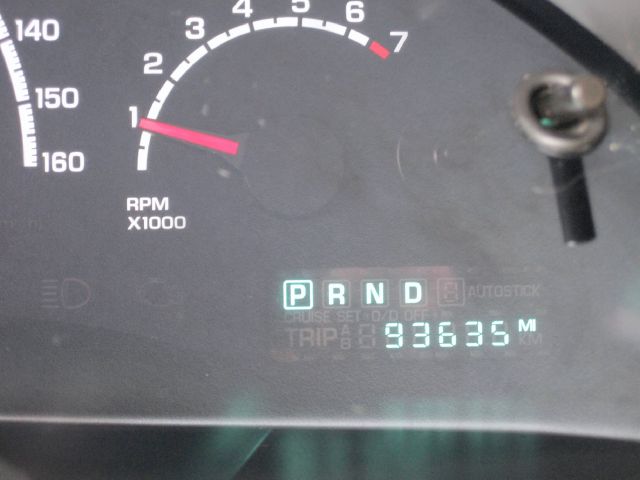 140
150
160
1 2 3 4 5 6 7
RPM
X1000
P R N D AUTOSTICK
CRUISE SET O/D OFF
TRIP A B 93635 MI
KM